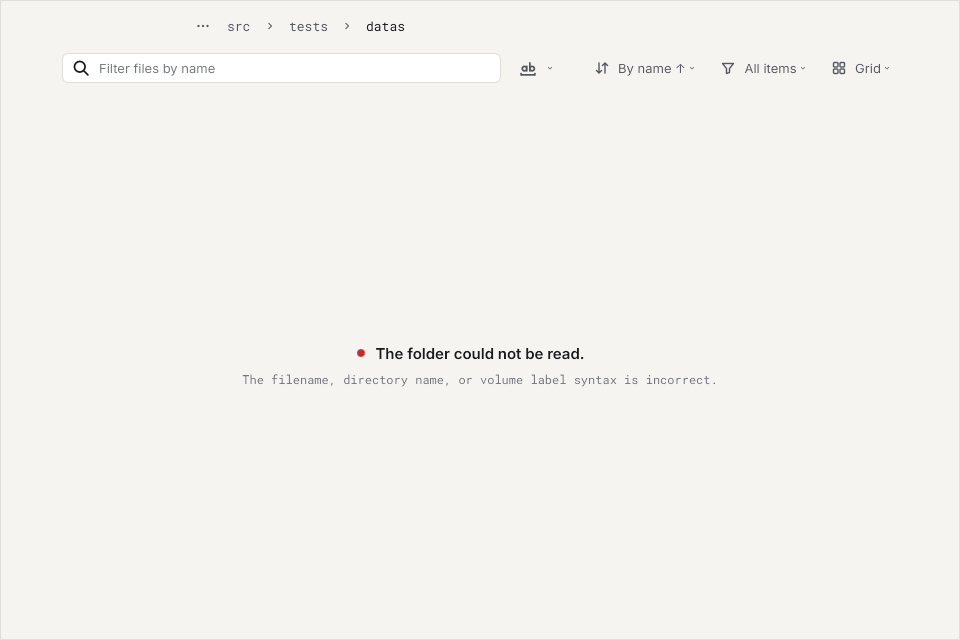 ··· src › tests › datas
Filter files by name ab By name ↑ All items Grid
The folder could not be read.
The filename, directory name, or volume label syntax is incorrect.